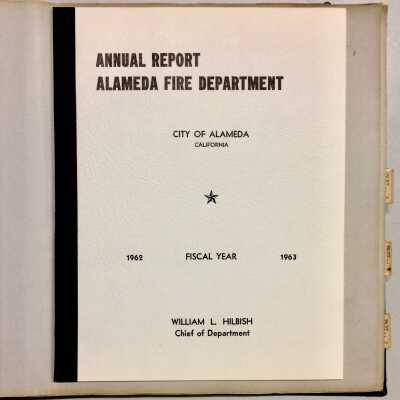 ANNUAL REPORT
ALAMEDA FIRE DEPARTMENT
CITY OF ALAMEDA
CALIFORNIA
1962 FISCAL YEAR 1963
WILLIAM L. HILBISH
Chief of Department